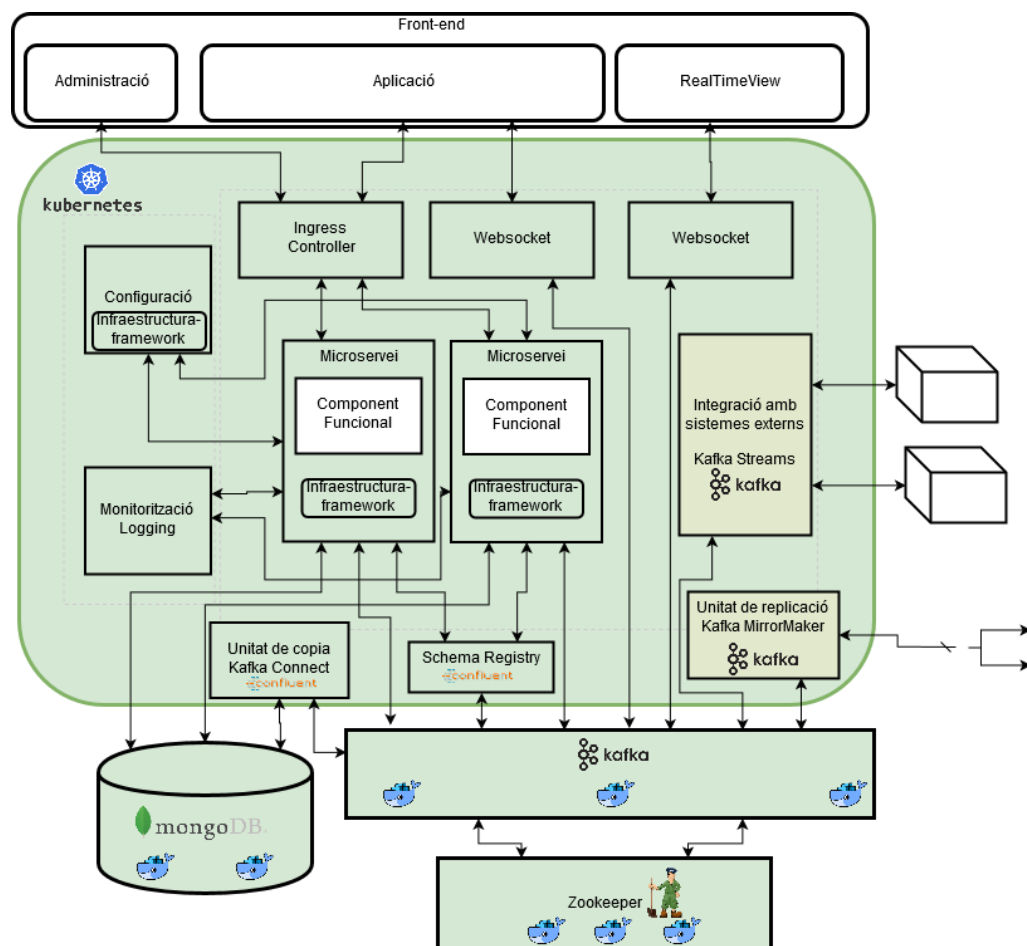 Front-end
Administració
Aplicació
RealTimeView
kubernetes
Ingress
Controller
Websocket
Websocket
Configuració
Infraestructura-
framework
Microservei
Component
Funcional
Infraestructura-
framework
Microservei
Component
Funcional
Infraestructura-
framework
Integració amb
sistemes externs
Kafka Streams
kafka
Monitorització
Logging
Unitat de replicació
Kafka MirrorMaker
kafka
Unitat de copia
Kafka Connect
confluent
Schema Registry
confluent
kafka
mongoDB.
Zookeeper